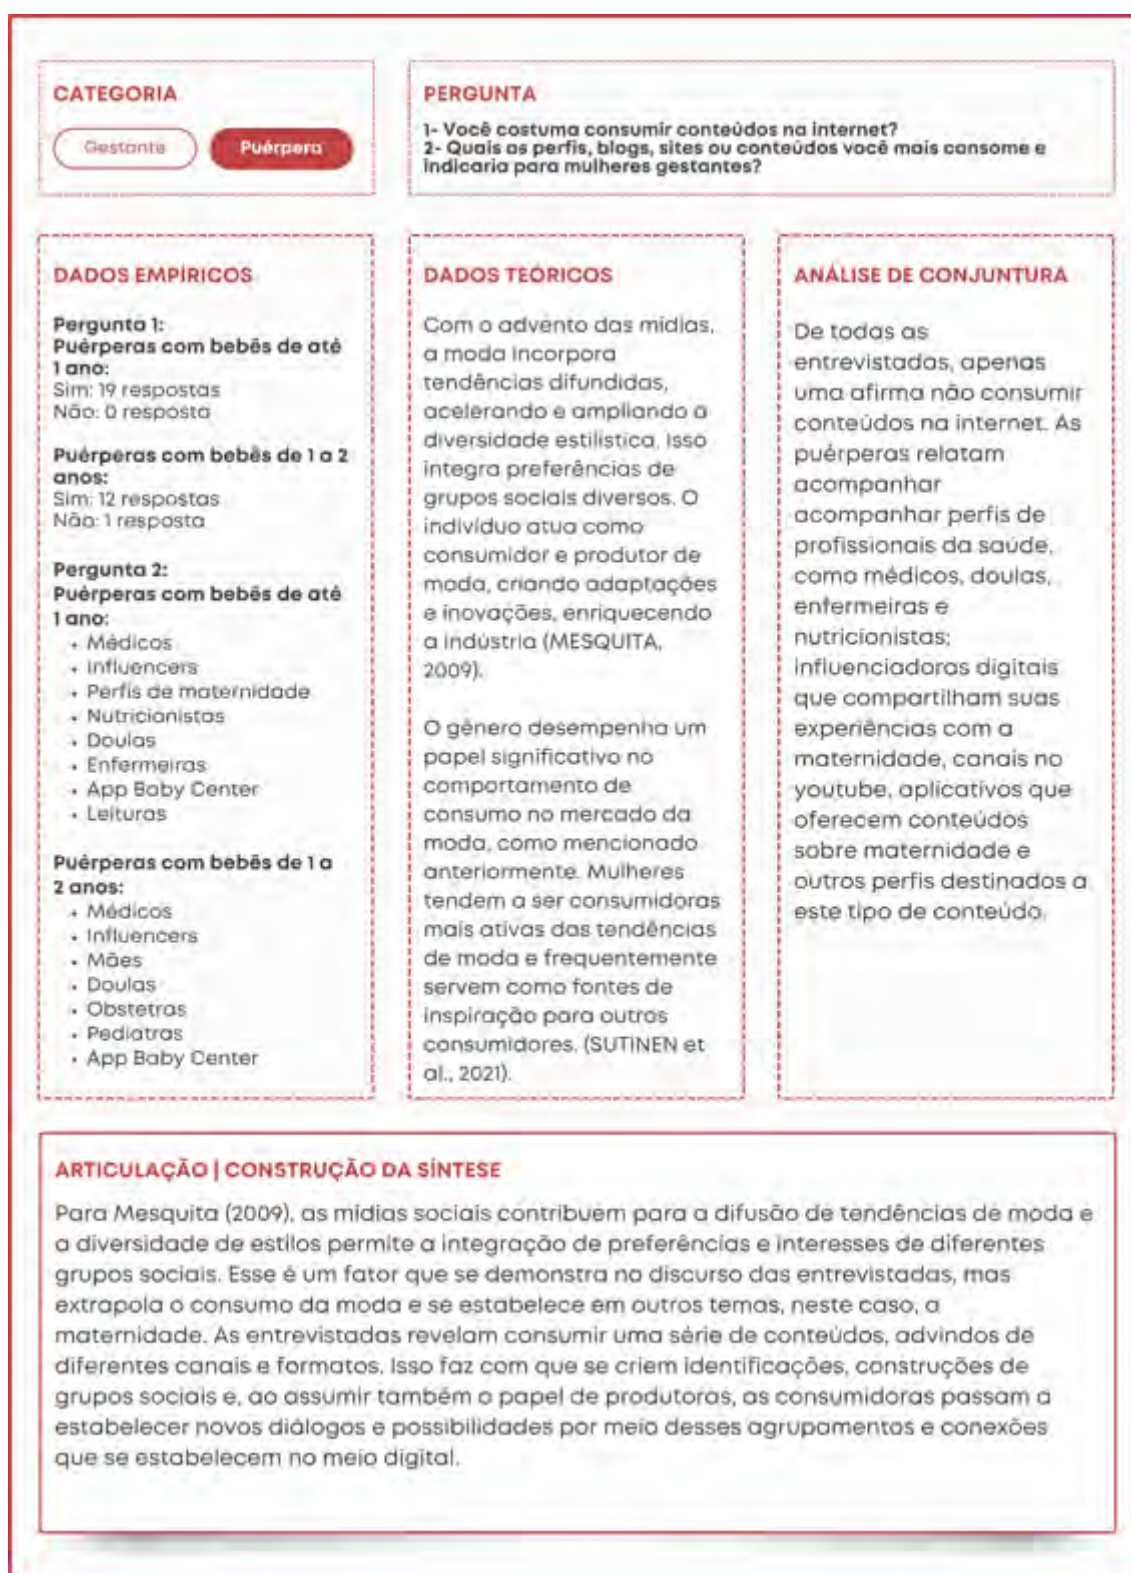 CATEGORIA
Gestante
Puérpera
PERGUNTA
1- Você costuma consumir conteúdos na internet?
2- Quais os perfis, blogs, sites ou conteúdos você mais consome e
indicaria para mulheres gestantes?
DADOS EMPÍRICOS
Pergunta 1:
Puérperas com bebês de até
1 ano:
Sim: 19 respostas
Não: 0 resposta
Puérperas com bebês de 1 a 2
anos:
Sim: 12 respostas
Não: 1 resposta
Pergunta 2:
Puérperas com bebês de até
1 ano:
• Médicos
• Influencers
• Perfis de maternidade
• Nutricionistas
• Doulas
• Enfermeiras
• App Baby Center
• Leituras
Puérperas com bebês de 1 a
2 anos:
• Médicos
• Influencers
• Mães
• Doulas
• Obstetras
• Pediatras
• App Baby Center
DADOS TEÓRICOS
Com o advento das mídias,
a moda incorpora
tendências difundidas,
acelerando e ampliando a
diversidade estilística. Isso
integra preferências de
grupos sociais diversos. O
indivíduo atua como
consumidor e produtor de
moda, criando adaptações
e inovações, enriquecendo
a indústria (MESQUITA,
2009).
O gênero desempenha um
papel significativo no
comportamento de
consumo no mercado da
moda, como mencionado
anteriormente. Mulheres
tendem a ser consumidoras
mais ativas das tendências
de moda e frequentemente
servem como fontes de
inspiração para outros
consumidores. (SUTINEN et
al., 2021).
ANÁLISE DE CONJUNTURA
De todas as
entrevistadas, apenas
uma afirma não consumir
conteúdos na internet. As
puérperas relatam
acompanhar
acompanhar perfis de
profissionais da saúde,
como médicos, doulas,
enfermeiras e
nutricionistas;
influenciadoras digitais
que compartilham suas
experiências com a
maternidade, canais no
youtube, aplicativos que
oferecem conteúdos
sobre maternidade e
outros perfis destinados a
este tipo de conteúdo.
ARTICULAÇÃO | CONSTRUÇÃO DA SÍNTESE
Para Mesquita (2009), as mídias sociais contribuem para a difusão de tendências de moda e
a diversidade de estilos permite a integração de preferências e interesses de diferentes
grupos sociais. Esse é um fator que se demonstra no discurso das entrevistadas, mas
extrapola o consumo da moda e se estabelece em outros temas, neste caso, a
maternidade. As entrevistadas revelam consumir uma série de conteúdos, advindos de
diferentes canais e formatos. Isso faz com que se criem identificações, construções de
grupos sociais e, ao assumir também o papel de produtoras, as consumidoras passam a
estabelecer novos diálogos e possibilidades por meio desses agrupamentos e conexões
que se estabelecem no meio digital.